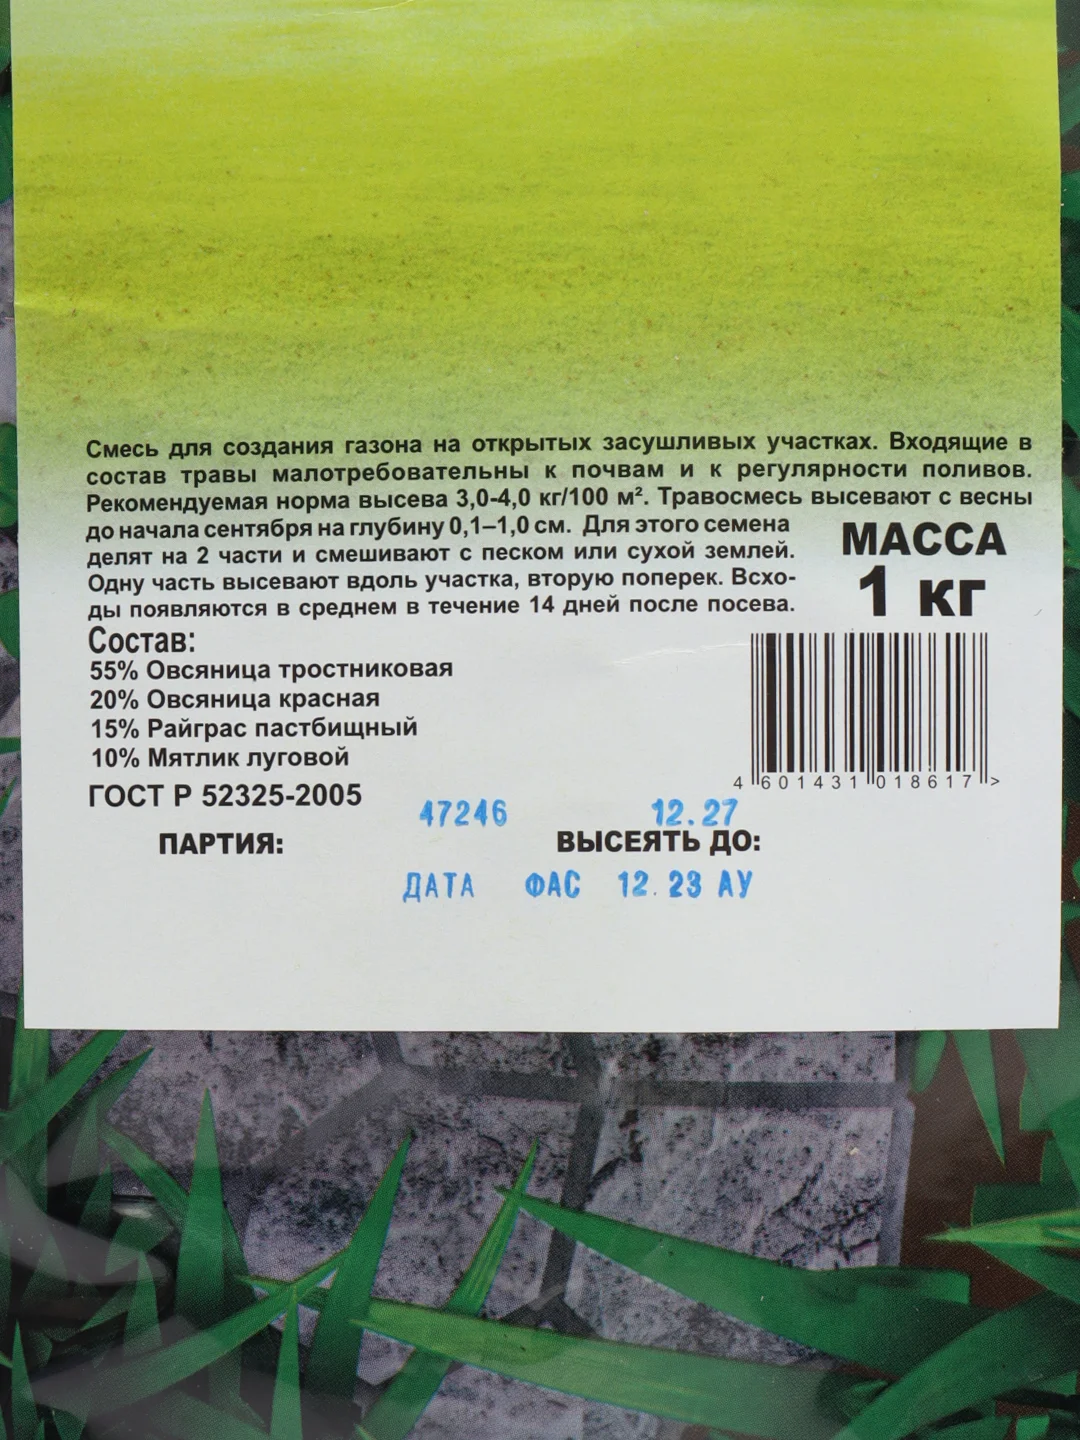 Смесь для создания газона на открытых засушливых участках. Входящие в
состав травы малотребовательны к почвам и к регулярности поливов.
Рекомендуемая норма высева 3,0-4,0 кг/100 м². Травосмесь высевают с весны
до начала сентября на глубину 0,1–1,0 см. Для этого семена
делят на 2 части и смешивают с песком или сухой землей.
Одну часть высевают вдоль участка, вторую поперек. Всхо-
ды появляются в среднем в течение 14 дней после посева.
МАССА
1 кг
Состав:
55% Овсяница тростниковая
20% Овсяница красная
15% Райграс пастбищный
10% Мятлик луговой
4 601431 018617 >
ГОСТ Р 52325-2005
47246 12.27
ПАРТИЯ: ВЫСЕЯТЬ ДО:
ДАТА ФАС 12.23 АУ